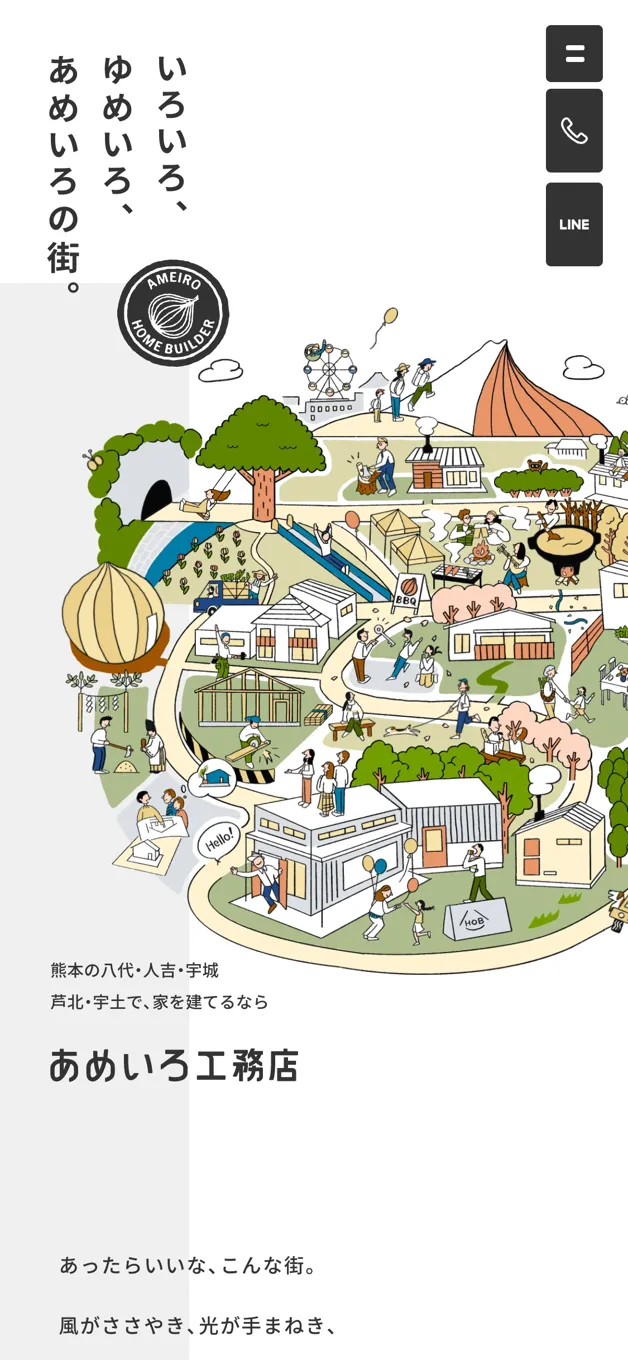 いろいろ、
ゆめいろ、
あめいろの街。
LINE
AMEIRO
HOME BUILDER
BBQ
Hello!
HOB
熊本の八代・人吉・宇城
芦北・宇土で、家を建てるなら
あめいろ工務店
あったらいいな、こんな街。
風がささやき、光が手まねき、